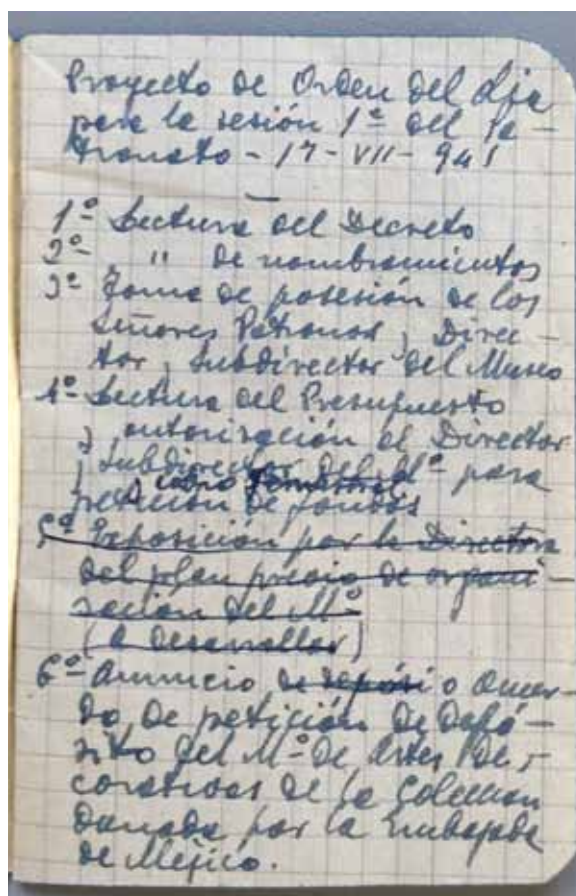 Proyecto de Orden del día
para la sesión 1ª del Pa-
tronato - 17 - VII - 941
1º Lectura del Decreto
2º " de nombramientos
3º Toma de posesión de los
Señores Patronos, Direc-
tor, Subdirector del Museo
4º Lectura del Presupuesto
y autorización al Director
y Subdirector del Mº para
y cobro
petición de fondos
5º Exposición por la Directora
del plan previo de organi-
zación del Mº
(a desarrollar)
6º Anuncio de o acuer-
do de petición de depó-
sito del Mº de Artes De-
corativas de la Colección
donada por la Embajada
de Méjico.